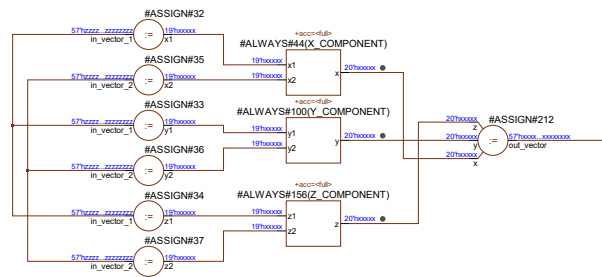 #ASSIGN#32
57'hzzzz...zzzzzzzz := 19'hxxxxx
in_vector_1 x1
#ASSIGN#35
57'hzzzz...zzzzzzzz := 19'hxxxxx
in_vector_2 x2
+acc=<full>
#ALWAYS#44(X_COMPONENT)
19'hxxxxx x1
19'hxxxxx x2
x 20'hxxxxx
#ASSIGN#33
57'hzzzz...zzzzzzzz := 19'hxxxxx
in_vector_1 y1
#ASSIGN#36
57'hzzzz...zzzzzzzz := 19'hxxxxx
in_vector_2 y2
+acc=<full>
#ALWAYS#100(Y_COMPONENT)
19'hxxxxx y1
19'hxxxxx y2
y 20'hxxxxx
#ASSIGN#34
57'hzzzz...zzzzzzzz := 19'hxxxxx
in_vector_1 z1
#ASSIGN#37
57'hzzzz...zzzzzzzz := 19'hxxxxx
in_vector_2 z2
+acc=<full>
#ALWAYS#156(Z_COMPONENT)
19'hxxxxx z1
19'hxxxxx z2
z 20'hxxxxx
#ASSIGN#212
20'hxxxxx
z
20'hxxxxx := 57'hxxxx...xxxxxxxx
y out_vector
20'hxxxxx
x